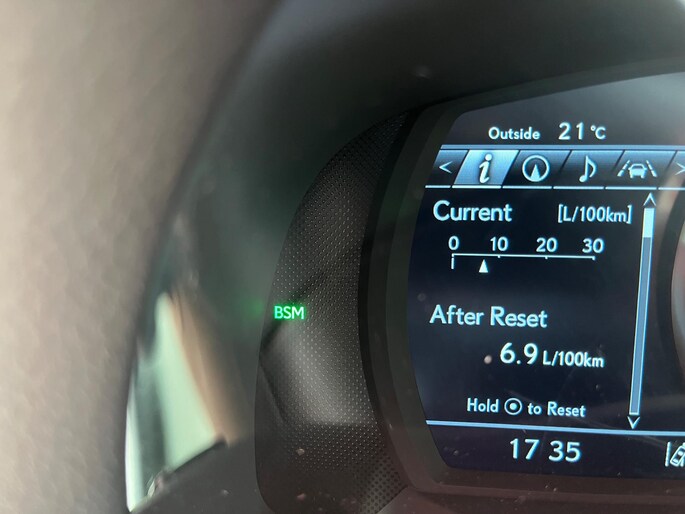 Outside 21°C
< i >
Current [L/100km]
0 10 20 30
BSM
After Reset
6.9 L/100km
Hold ⦿ to Reset
17 35